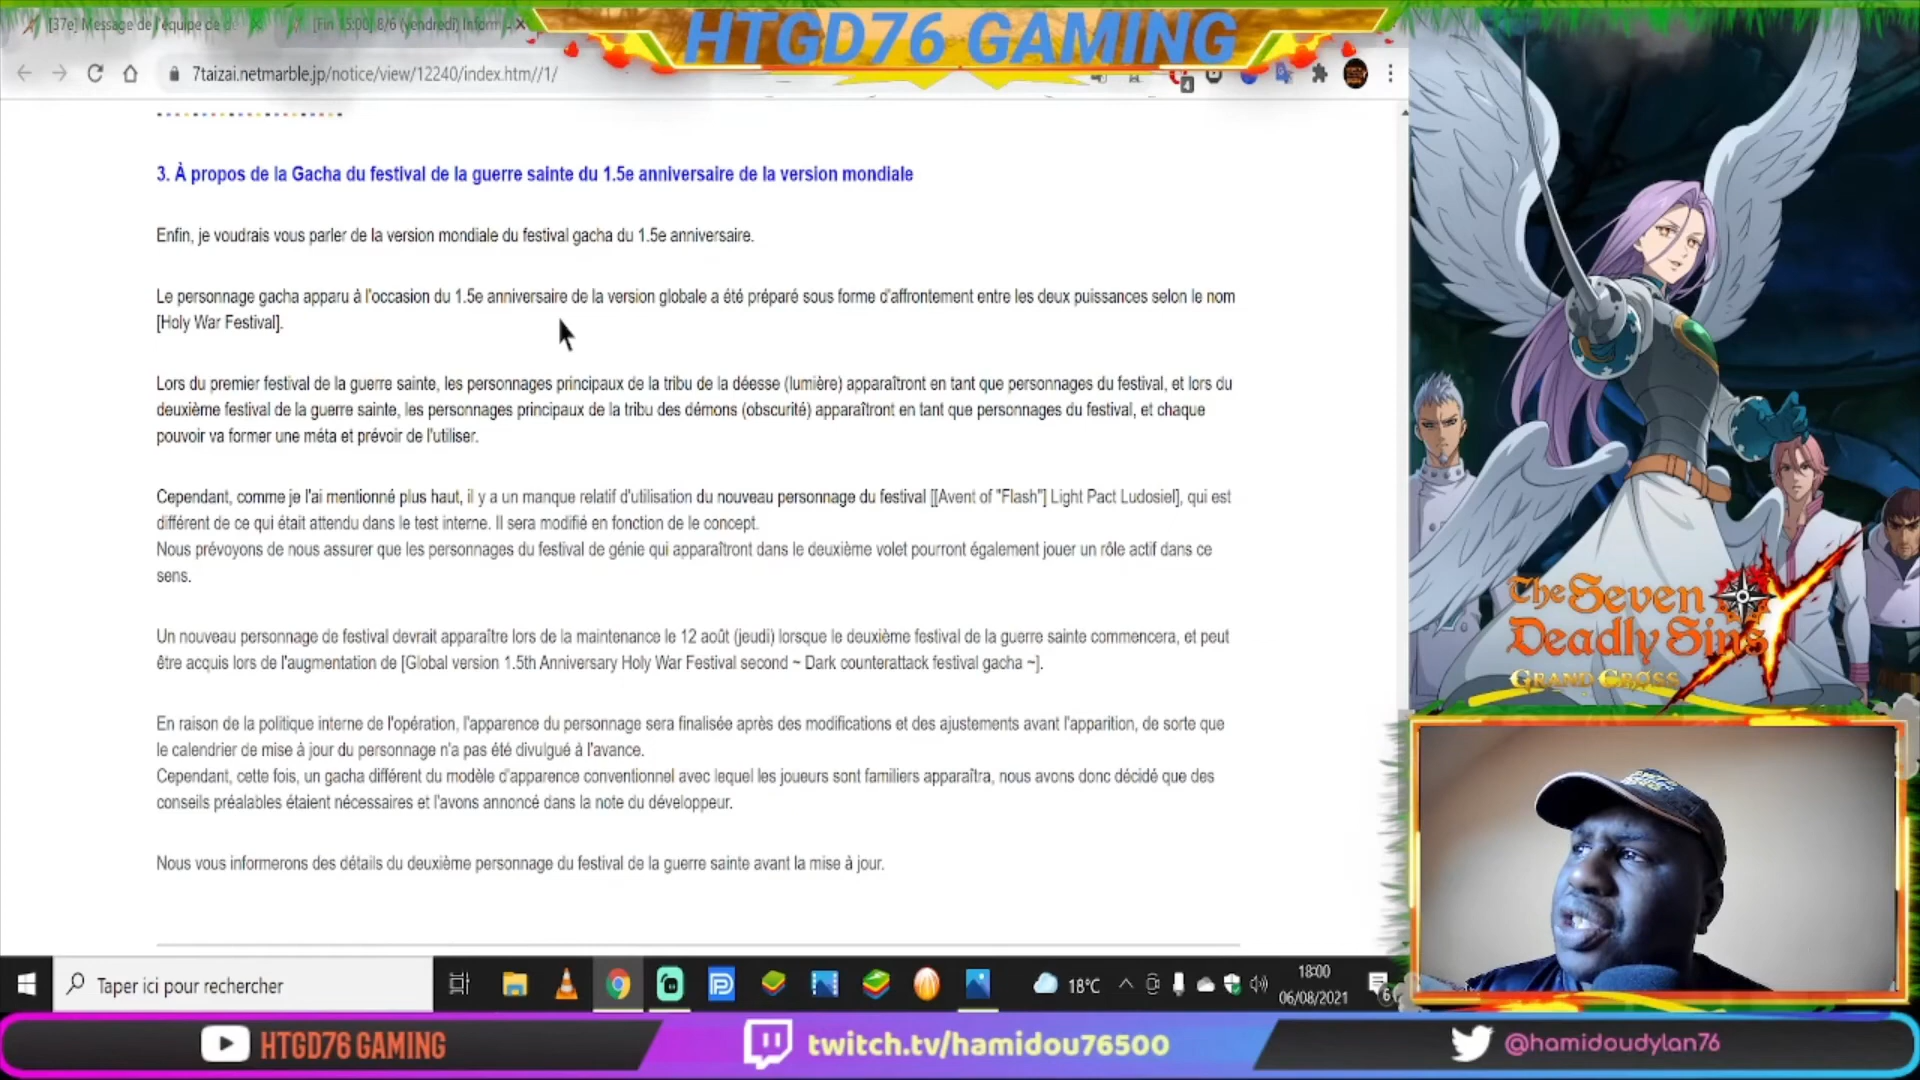 [37e] Message de l'équipe de dé
[Fin 15:00] 8/6 (vendredi) Inform
HTGD76 GAMING
7taizai.netmarble.jp/notice/view/12240/index.htm//1/
4
3. À propos de la Gacha du festival de la guerre sainte du 1.5e anniversaire de la version mondiale
Enfin, je voudrais vous parler de la version mondiale du festival gacha du 1.5e anniversaire.
Le personnage gacha apparu à l'occasion du 1.5e anniversaire de la version globale a été préparé sous forme d'affrontement entre les deux puissances selon le nom
[Holy War Festival].
Lors du premier festival de la guerre sainte, les personnages principaux de la tribu de la déesse (lumière) apparaîtront en tant que personnages du festival, et lors du
deuxième festival de la guerre sainte, les personnages principaux de la tribu des démons (obscurité) apparaîtront en tant que personnages du festival, et chaque
pouvoir va former une méta et prévoir de l'utiliser.
Cependant, comme je l'ai mentionné plus haut, il y a un manque relatif d'utilisation du nouveau personnage du festival [[Avent of "Flash"] Light Pact Ludosiel], qui est
différent de ce qui était attendu dans le test interne. Il sera modifié en fonction de le concept.
Nous prévoyons de nous assurer que les personnages du festival de génie qui apparaîtront dans le deuxième volet pourront également jouer un rôle actif dans ce
sens.
Un nouveau personnage de festival devrait apparaître lors de la maintenance le 12 août (jeudi) lorsque le deuxième festival de la guerre sainte commencera, et peut
être acquis lors de l'augmentation de [Global version 1.5th Anniversary Holy War Festival second ~ Dark counterattack festival gacha ~].
En raison de la politique interne de l'opération, l'apparence du personnage sera finalisée après des modifications et des ajustements avant l'apparition, de sorte que
le calendrier de mise à jour du personnage n'a pas été divulgué à l'avance.
Cependant, cette fois, un gacha différent du modèle d'apparence conventionnel avec lequel les joueurs sont familiers apparaîtra, nous avons donc décidé que des
conseils préalables étaient nécessaires et l'avons annoncé dans la note du développeur.
Nous vous informerons des détails du deuxième personnage du festival de la guerre sainte avant la mise à jour.
The Seven
Deadly Sins
GRAND CROSS
Taper ici pour rechercher
18°C
18:00
06/08/2021
6
HTGD76 GAMING
twitch.tv/hamidou76500
@hamidoudylan76